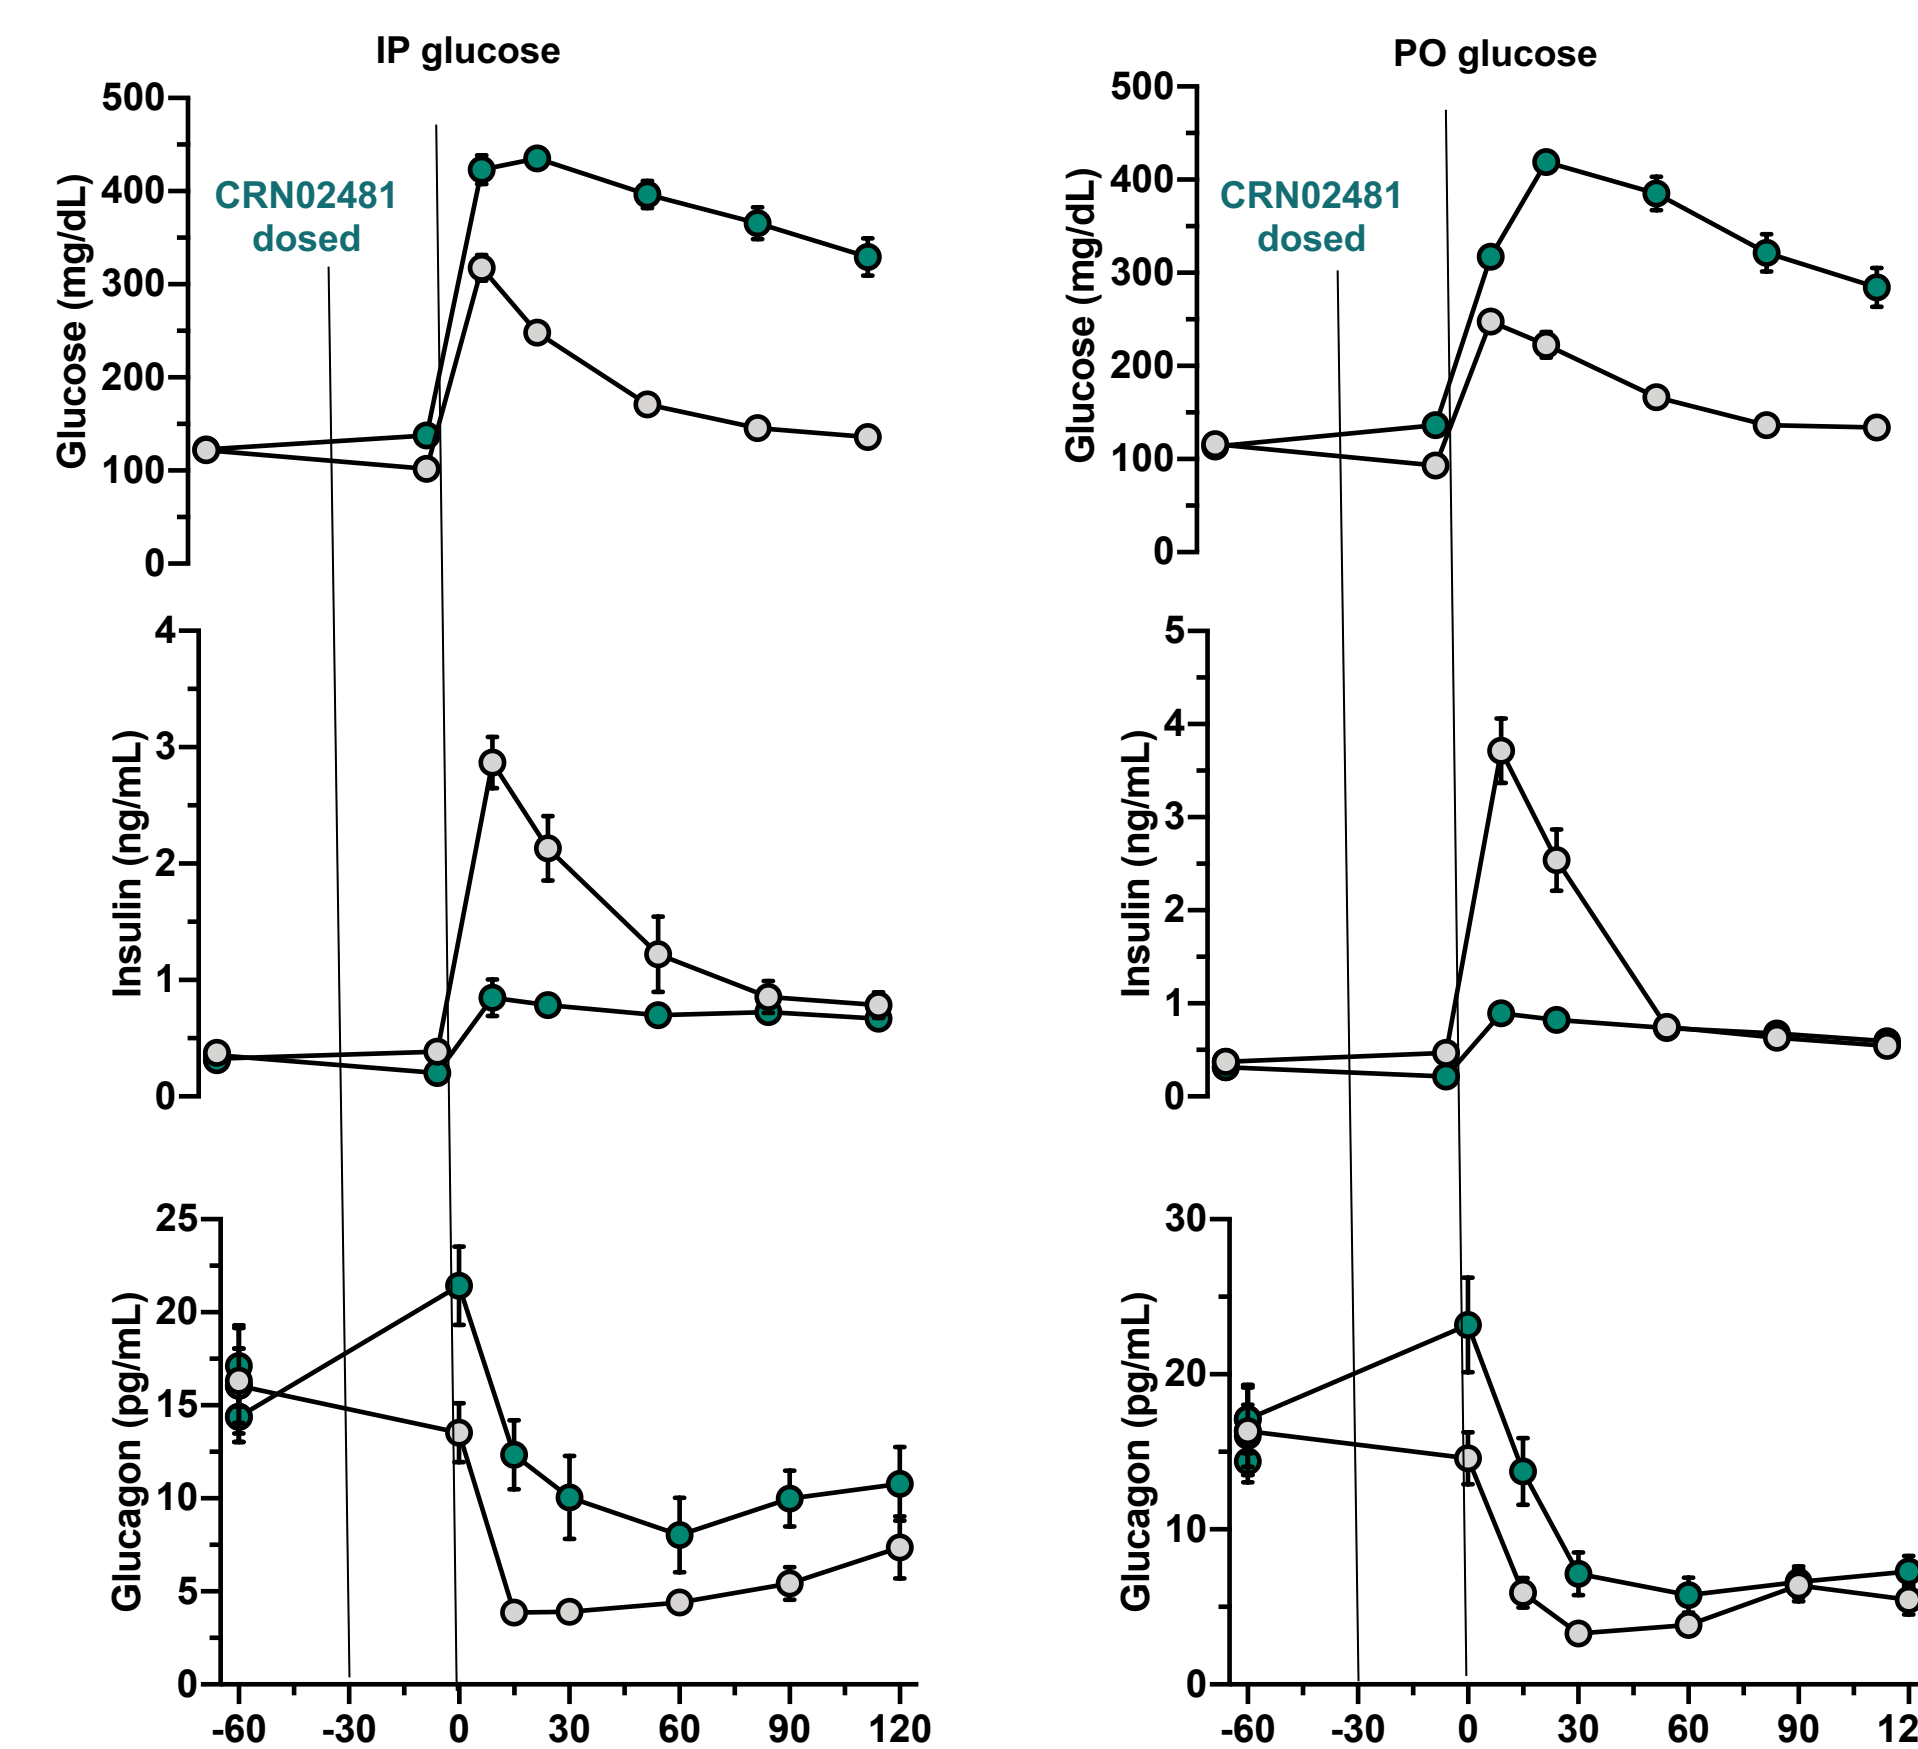 IP glucose
500
400
300
200
100
0
Glucose (mg/dL)
CRN02481
dosed
4
3
2
1
0
Insulin (ng/mL)
25
20
15
10
5
0
Glucagon (pg/mL)
-60 -30 0 30 60 90 120
PO glucose
500
400
300
200
100
0
Glucose (mg/dL)
CRN02481
dosed
5
4
3
2
1
0
Insulin (ng/mL)
30
20
10
0
Glucagon (pg/mL)
-60 -30 0 30 60 90 12